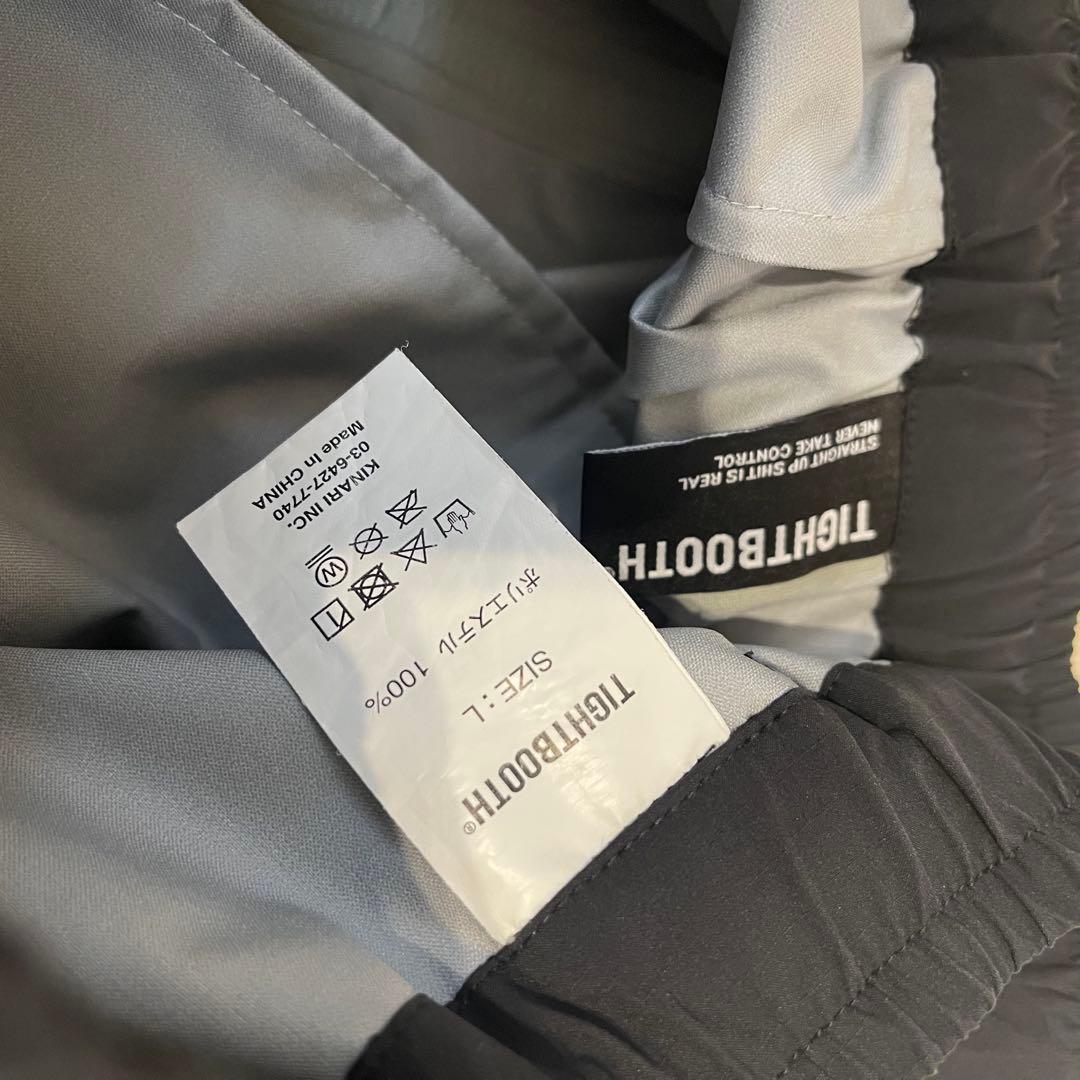 TIGHTBOOTH®
SIZE : L
ポリエステル 100%
W
KINARI INC.
03-6427-7740
Made in CHINA
TIGHTBOOTH®
STRAIGHT UP SHIT IS REAL
NEVER TAKE CONTROL